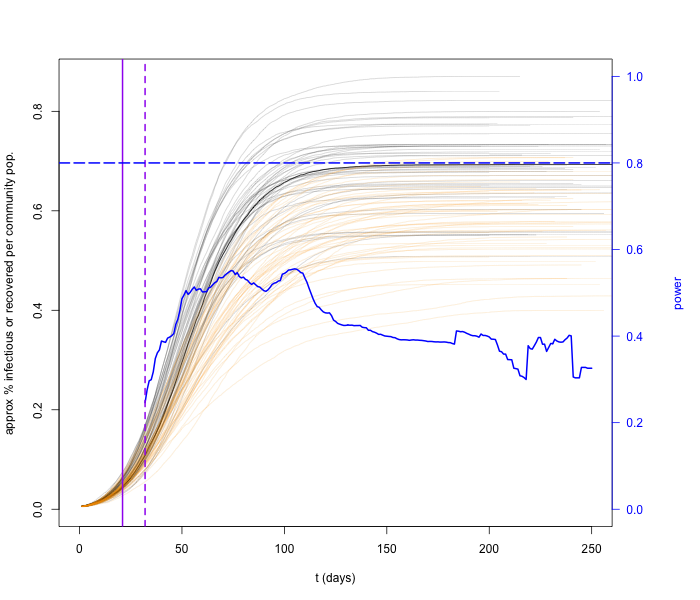 approx % infectious or recovered per community pop.
0.8
0.6
0.4
0.2
0.0
1.0
0.8
0.6
0.4
0.2
0.0
power
0 50 100 150 200 250
t (days)